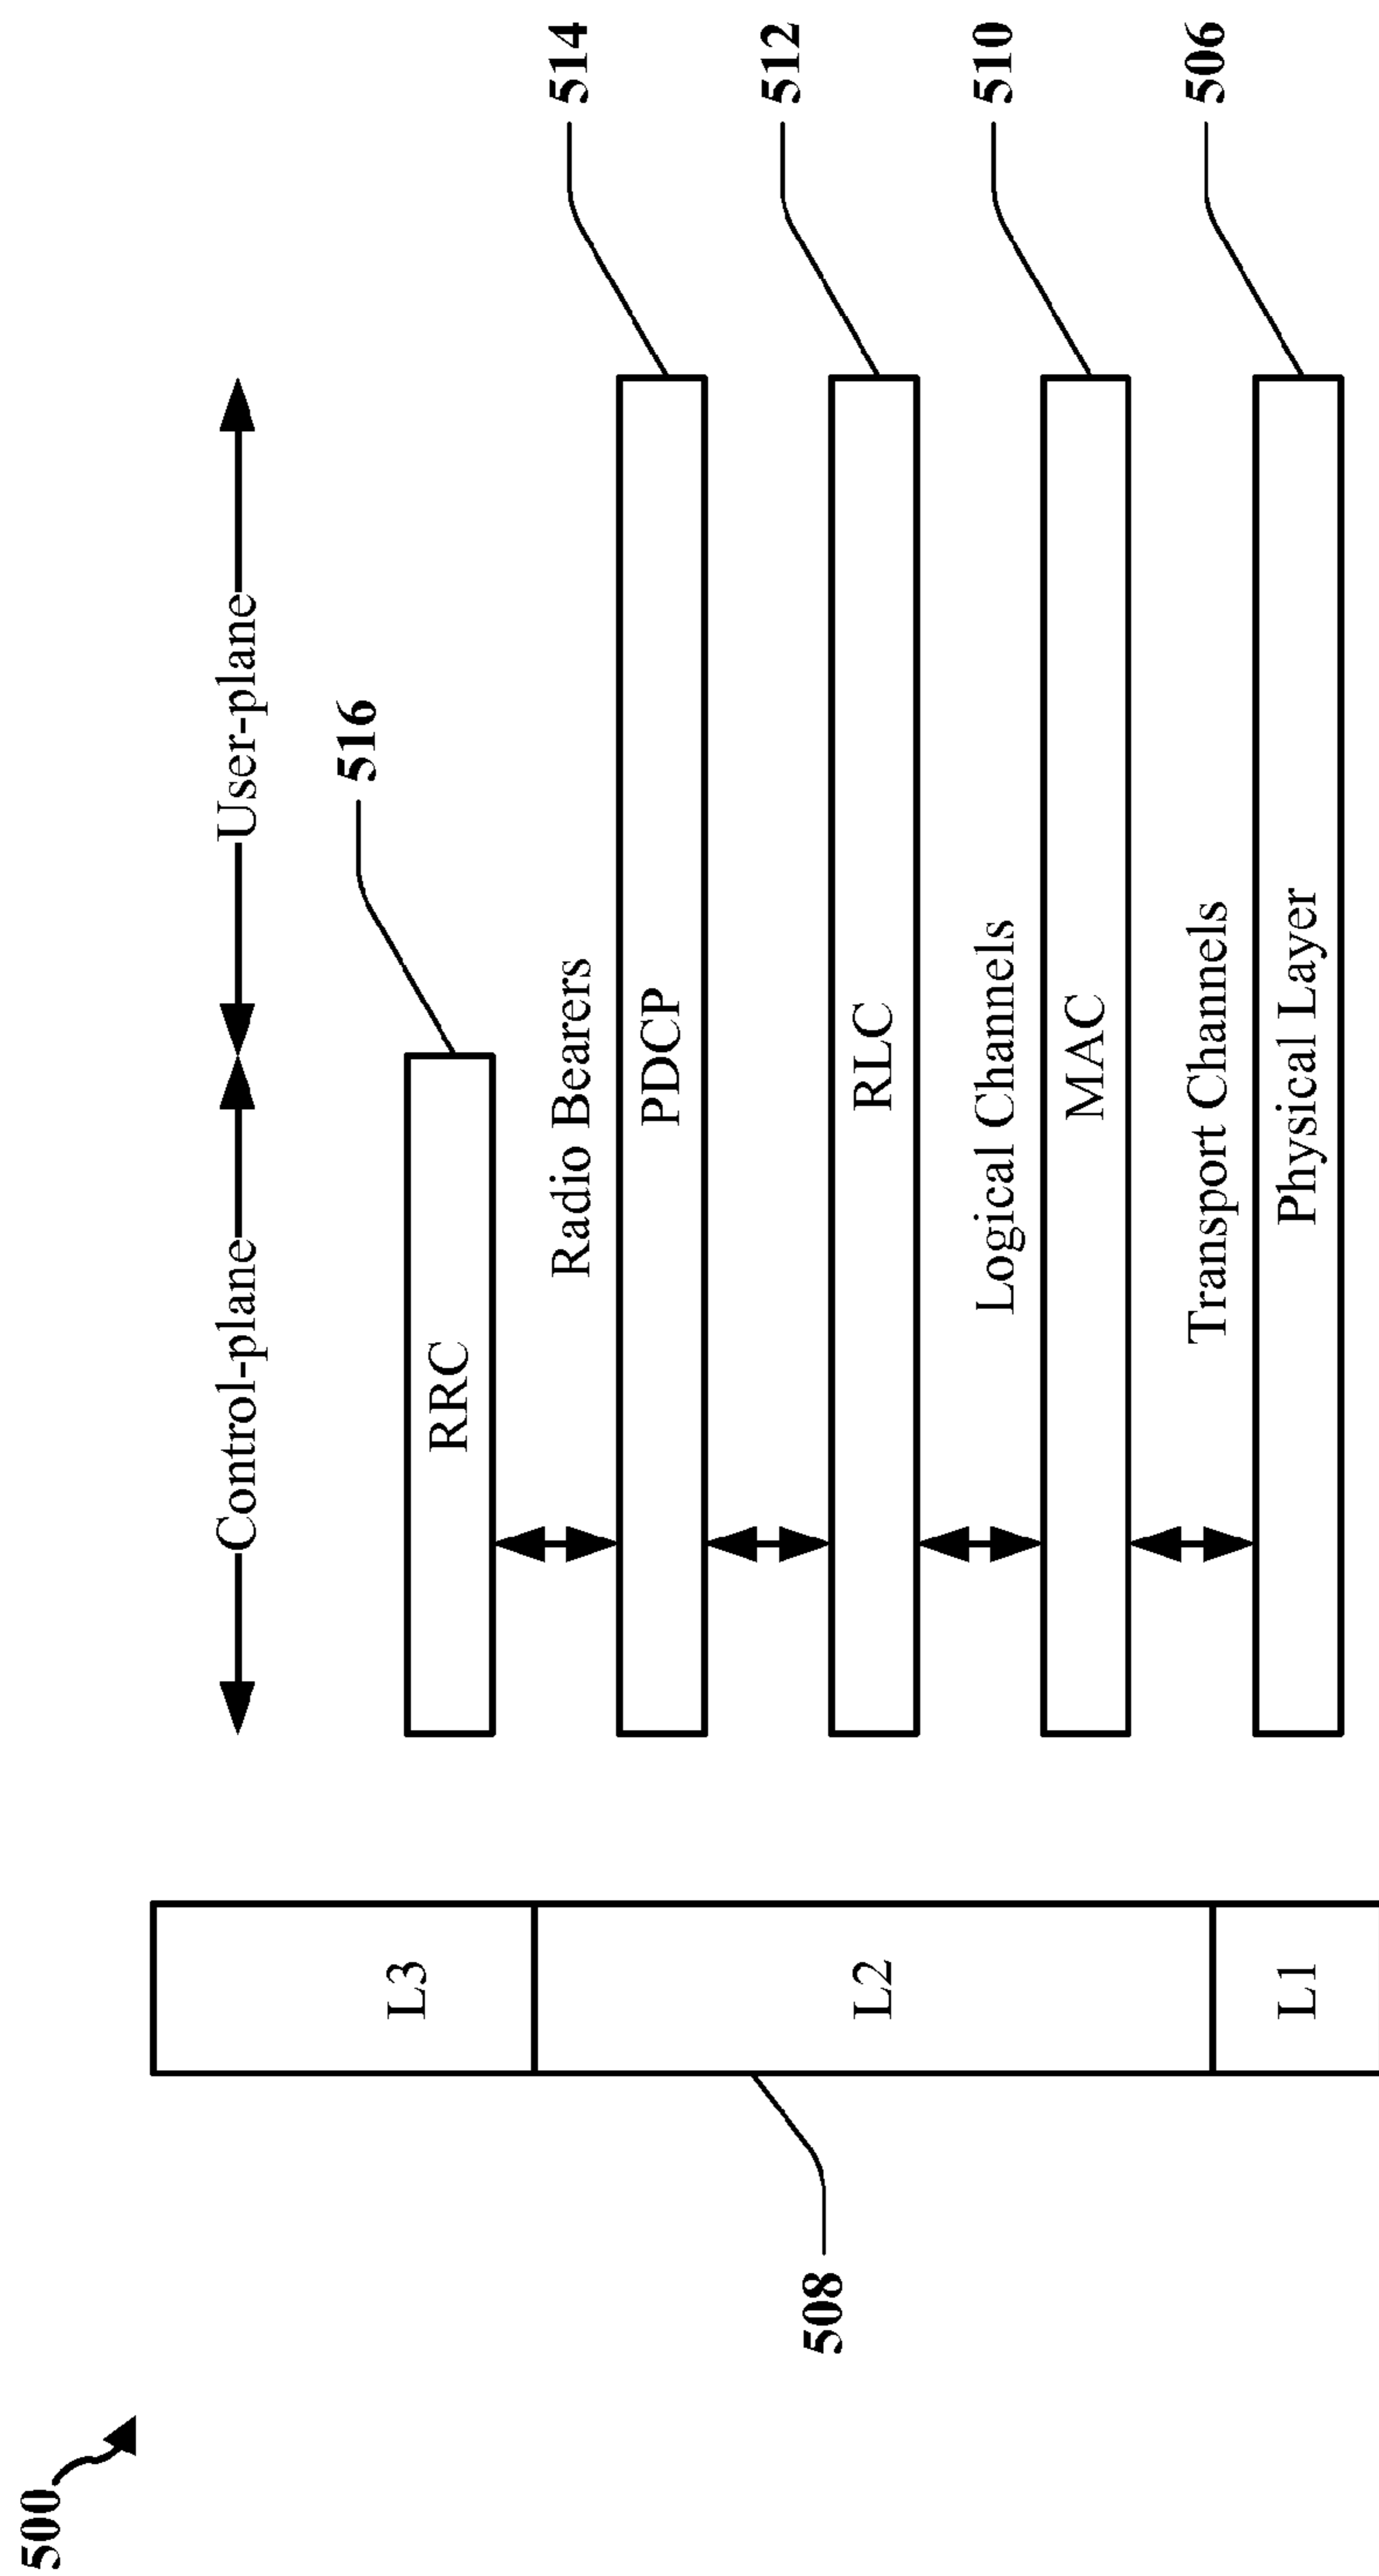 500
Control-plane
User-plane
516
L3
RRC
Radio Bearers
514
PDCP
508
L2
512
RLC
Logical Channels
510
MAC
Transport Channels
506
L1
Physical Layer